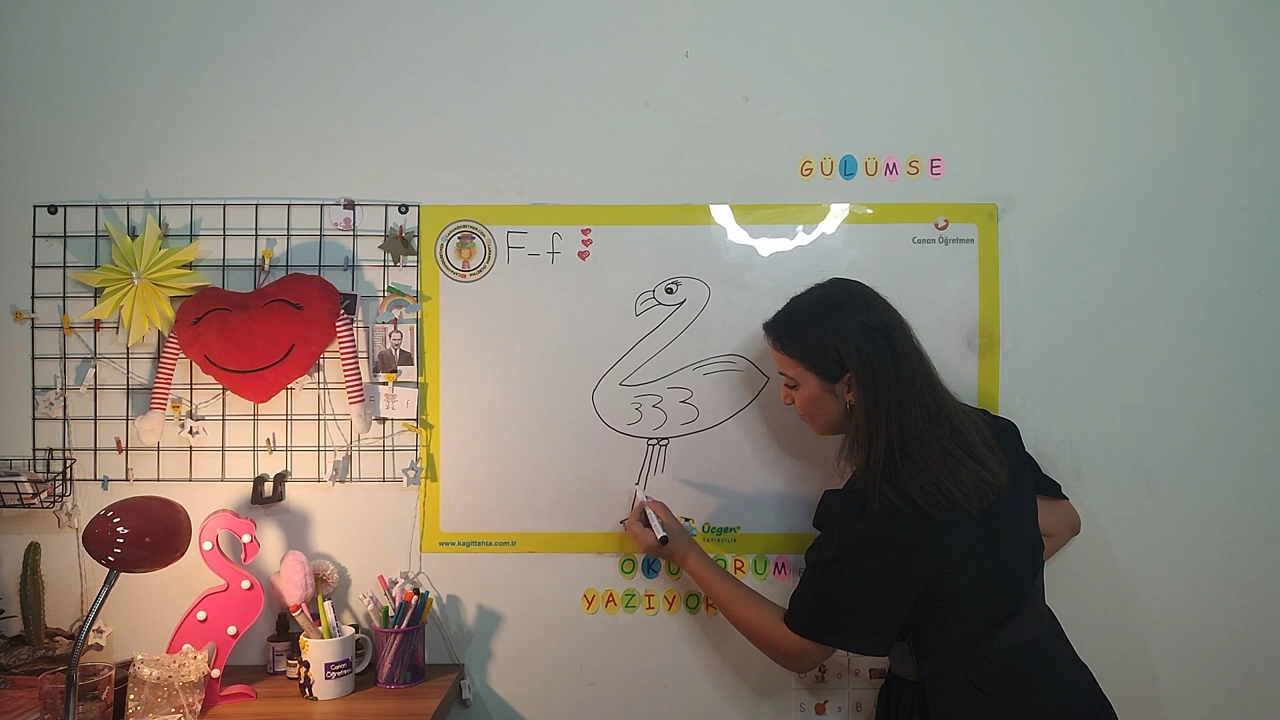 GÜLÜMSE
Canan Öğretmen
F-f
F f
www.kagittahta.com.tr
Üçgen
YAYINCILIK
Canan
Öğretmen
S s B